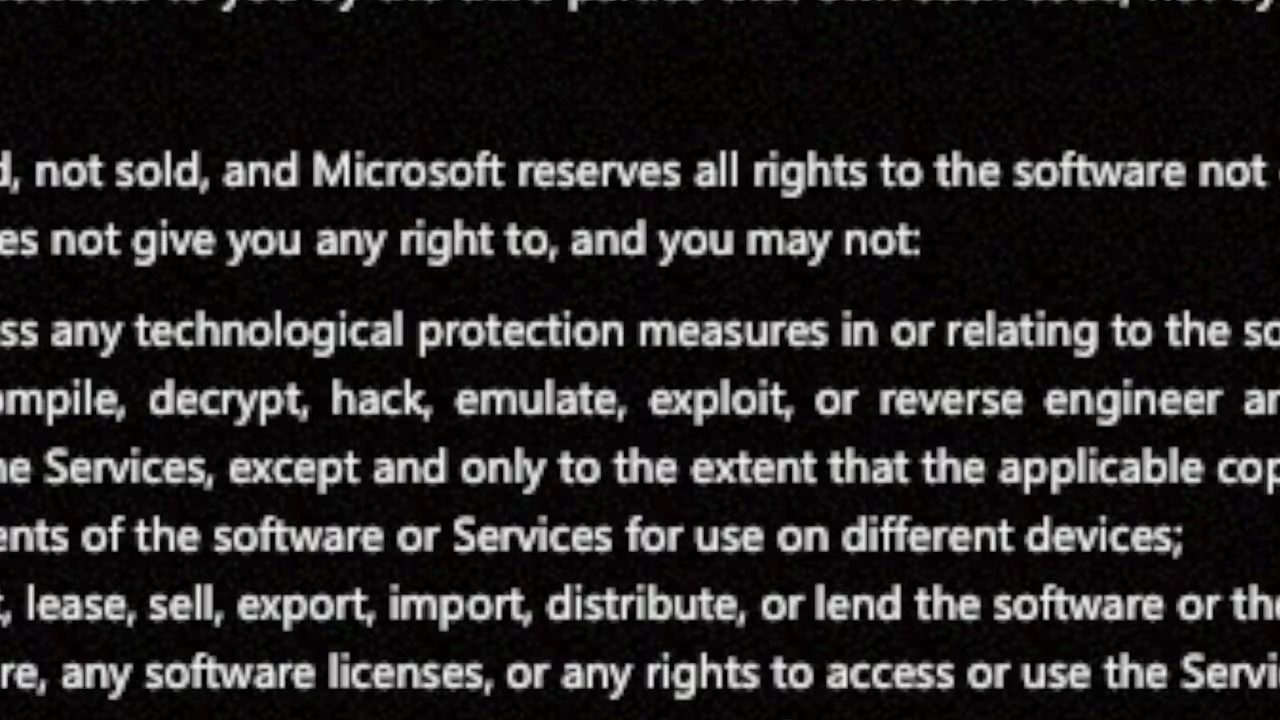 d, not sold, and Microsoft reserves all rights to the software not
es not give you any right to, and you may not:
ss any technological protection measures in or relating to the so
ompile, decrypt, hack, emulate, exploit, or reverse engineer an
ne Services, except and only to the extent that the applicable cop
ents of the software or Services for use on different devices;
, lease, sell, export, import, distribute, or lend the software or the
re, any software licenses, or any rights to access or use the Servi